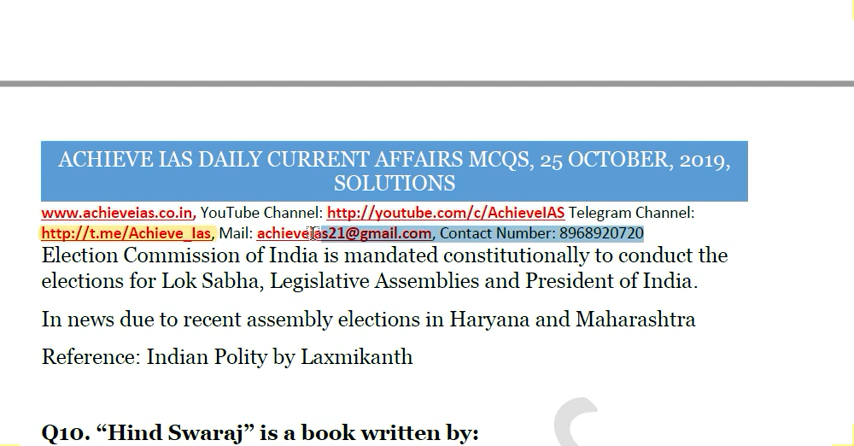 ACHIEVE IAS DAILY CURRENT AFFAIRS MCQS, 25 OCTOBER, 2019,
SOLUTIONS
www.achieveias.co.in, YouTube Channel: http://youtube.com/c/AchieveIAS Telegram Channel:
http://t.me/Achieve_Ias, Mail: achieveias21@gmail.com, Contact Number: 8968920720
Election Commission of India is mandated constitutionally to conduct the
elections for Lok Sabha, Legislative Assemblies and President of India.
In news due to recent assembly elections in Haryana and Maharashtra
Reference: Indian Polity by Laxmikanth
Q10. “Hind Swaraj” is a book written by: